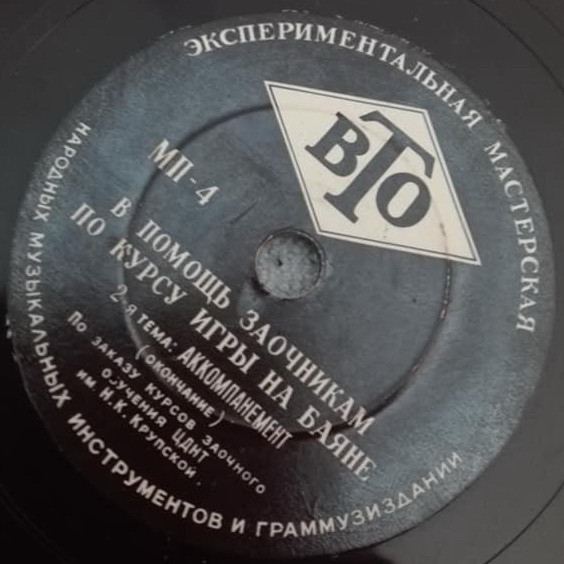 ЭКСПЕРИМЕНТАЛЬНАЯ МАСТЕРСКАЯ
ВТО
МП-4
В ПОМОЩЬ ЗАОЧНИКАМ
ПО КУРСУ ИГРЫ НА БАЯНЕ
2-я ТЕМА: АККОМПАНЕМЕНТ
(ОКОНЧАНИЕ)
ПО ЗАКАЗУ КУРСОВ ЗАОЧНОГО
ОБУЧЕНИЯ ЦДНТ
ИМ Н.К. КРУПСКОЙ.
НАРОДНЫХ МУЗЫКАЛЬНЫХ ИНСТРУМЕНТОВ И ГРАММУЗИЗДАНИИ